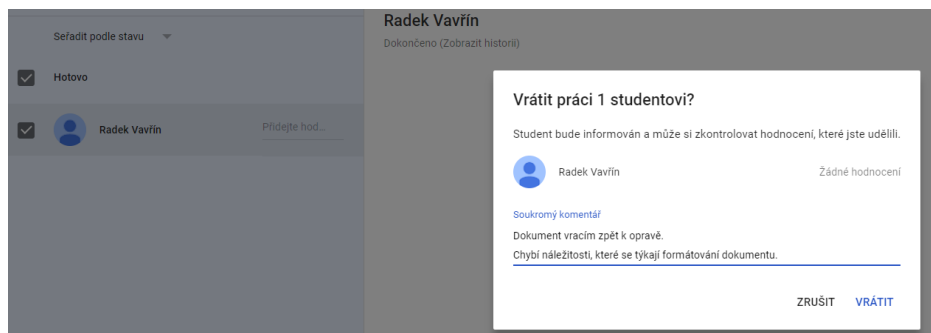 Seřadit podle stavu
Hotovo
Radek Vavřín
Přidejte hod...
Radek Vavřín
Dokončeno (Zobrazit historii)
Vrátit práci 1 studentovi?
Student bude informován a může si zkontrolovat hodnocení, které jste udělili.
Radek Vavřín
Žádné hodnocení
Soukromý komentář
Dokument vracím zpět k opravě.
Chybí náležitosti, které se týkají formátování dokumentu.
ZRUŠIT
VRÁTIT